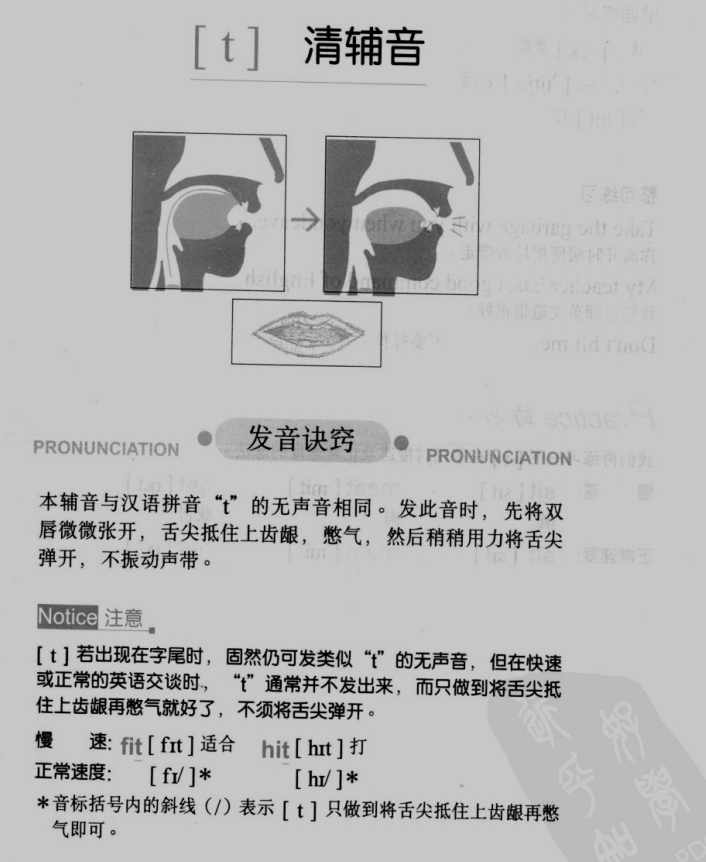 [ t ] 清辅音
PRONUNCIATION 发音诀窍 PRONUNCIATION
本辅音与汉语拼音“t”的无声音相同。发此音时，先将双
唇微微张开，舌尖抵住上齿龈，憋气，然后稍稍用力将舌尖
弹开，不振动声带。
Notice 注意
[ t ] 若出现在字尾时，固然仍可发类似“t”的无声音，但在快速
或正常的英语交谈时，“t”通常并不发出来，而只做到将舌尖抵
住上齿龈再憋气就好了，不须将舌尖弹开。
慢 速: fit [ fɪt ] 适合 hit [ hɪt ] 打
正常速度: [ fɪ/ ]* [ hɪ/ ]*
*音标括号内的斜线（/）表示 [ t ] 只做到将舌尖抵住上齿龈再憋
气即可。